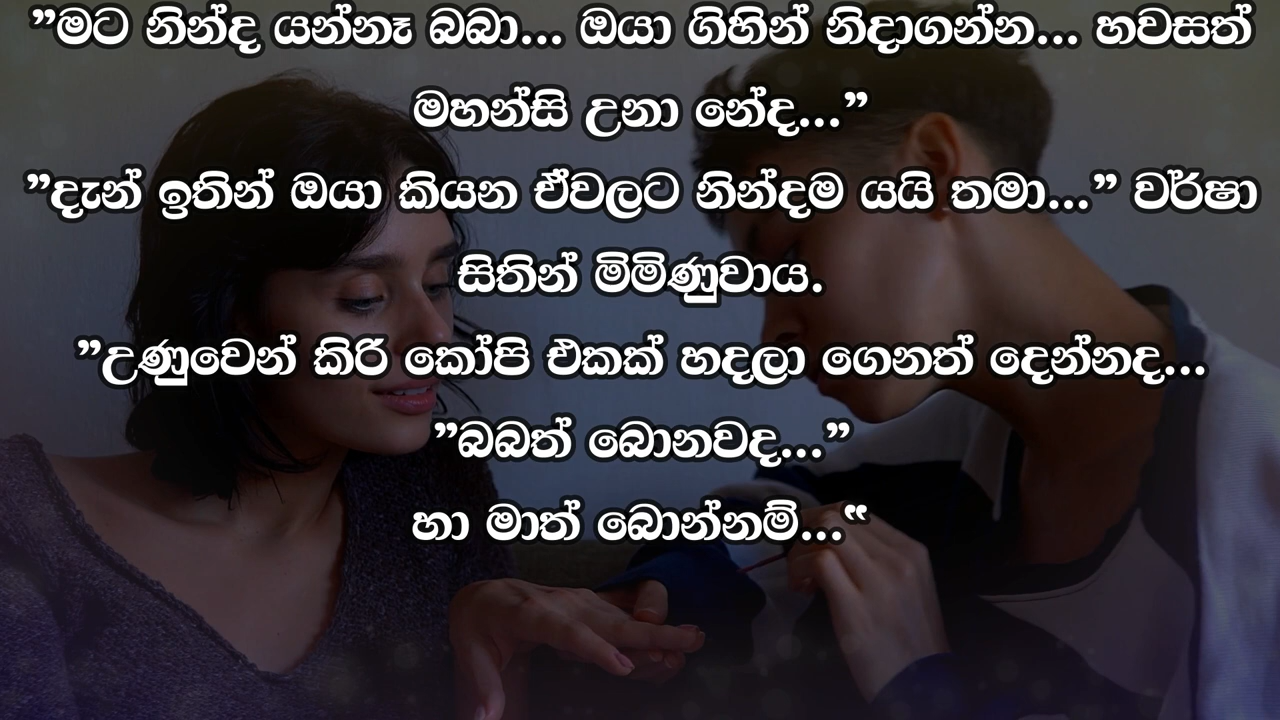 ”මට නින්ද යන්නෑ බබා... ඔයා ගිහින් නිදාගන්න... හවසත්
මහන්සි උනා නේද...”
”දැන් ඉතින් ඔයා කියන ඒවලට නින්දම යයි තමා...” වර්ෂා
සිතින් මිමිණුවාය.
”උණුවෙන් කිරි කෝපි එකක් හදලා ගෙනත් දෙන්නද...
”බබත් බොනවද...”
හා මාත් බොන්නම්...“